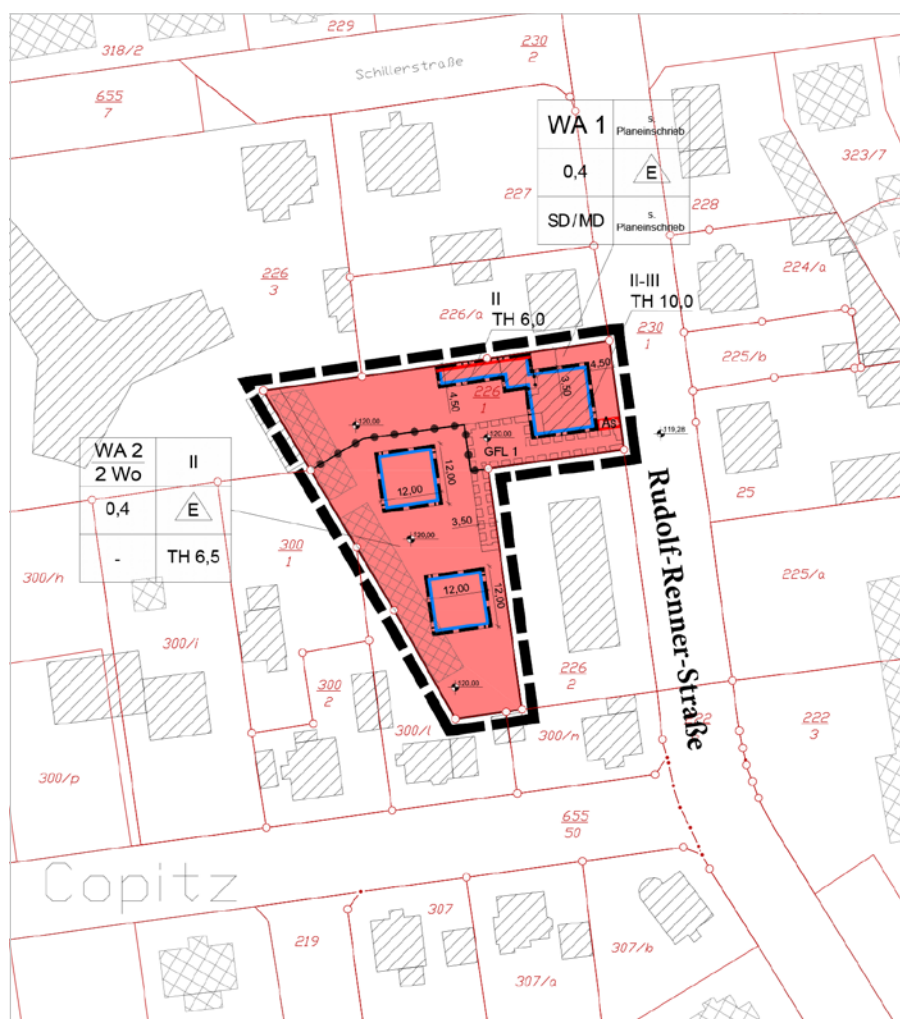 229
318/2
230
2
Schillerstraße
655
7
WA 1
s.
Planeinschrieb
0,4
E
SD/MD
s.
Planeinschrieb
323/7
227
228
224/a
226
3
226/a
II
TH 6,0
II-III
TH 10,0
230
1
225/b
4,50
3,50
4,50
226
1
As
120,00
120,00
119,28
GFL 1
WA 2
2 Wo
II
0,4
E
-
TH 6,5
12,00
12,00
3,50
120,00
25
300
1
300/n
225/a
12,00
12,00
300/i
226
2
300
2
120,00
Rudolf-Renner-Straße
222
3
300/l
300/n
300/p
655
50
Copitz
307
219
307/b
307/a